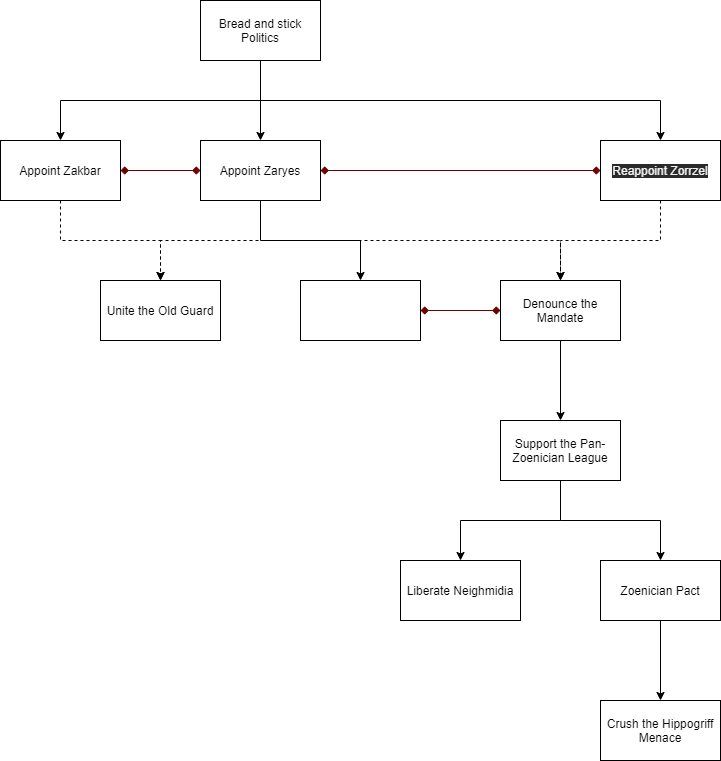 Bread and stick
Politics
Appoint Zakbar
Appoint Zaryes
Reappoint Zorrzel
Unite the Old Guard
Denounce the
Mandate
Support the Pan-
Zoenician League
Liberate Neighmidia
Zoenician Pact
Crush the Hippogriff
Menace